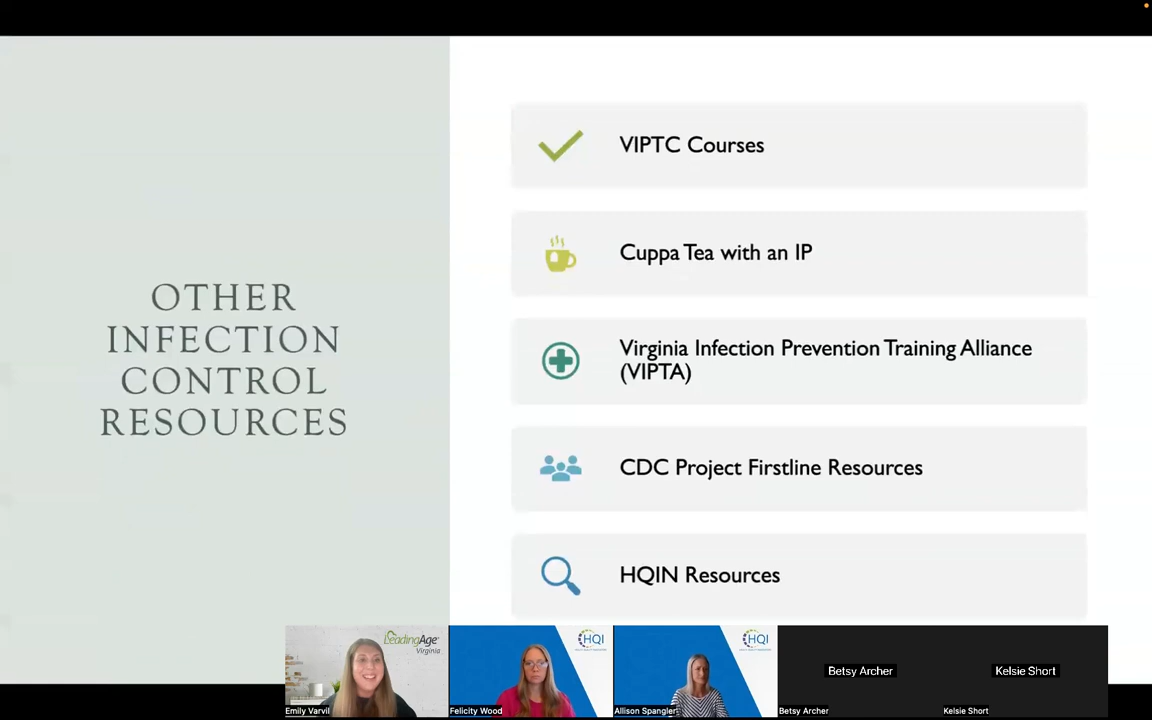 OTHER
INFECTION
CONTROL
RESOURCES
VIPTC Courses
Cuppa Tea with an IP
Virginia Infection Prevention Training Alliance
(VIPTA)
CDC Project Firstline Resources
HQIN Resources
LeadingAge
Virginia
Emily Varvil
HQI
Felicity Wood
HQI
Allison Spangler
Betsy Archer
Betsy Archer
Kelsie Short
Kelsie Short